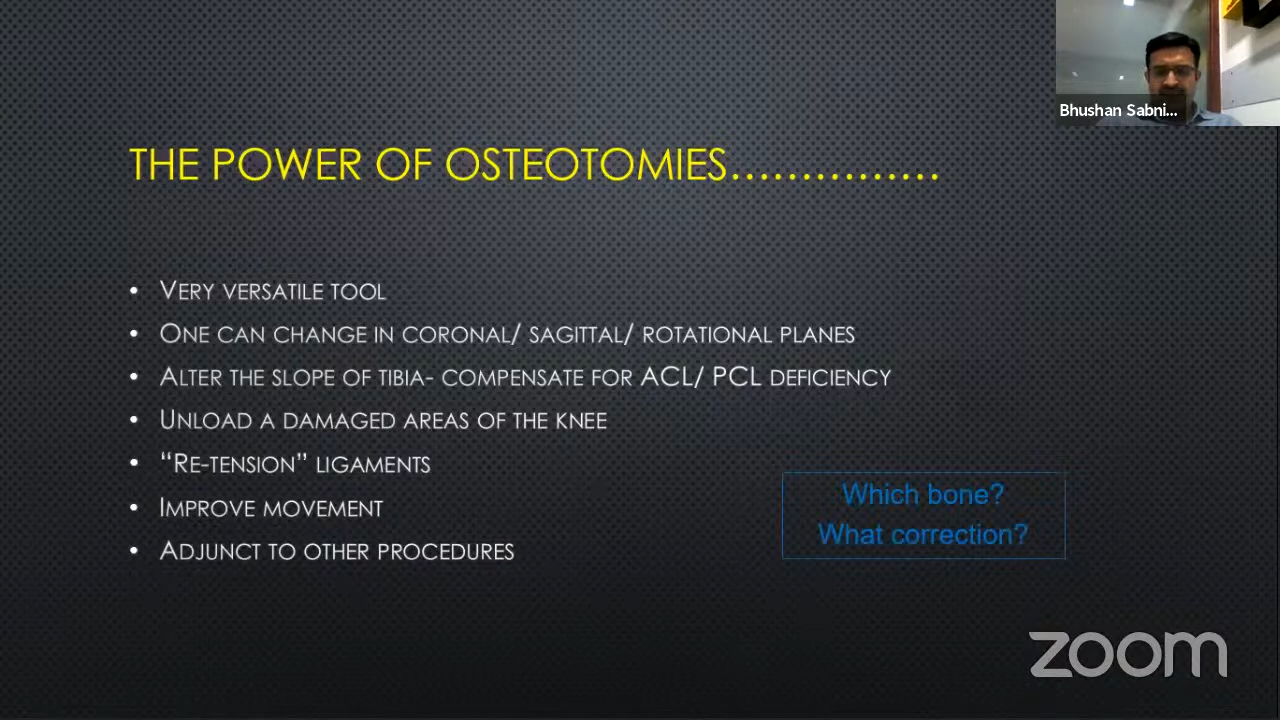 Bhushan Sabni...
THE POWER OF OSTEOTOMIES...............
• VERY VERSATILE TOOL
• ONE CAN CHANGE IN CORONAL/ SAGITTAL/ ROTATIONAL PLANES
• ALTER THE SLOPE OF TIBIA- COMPENSATE FOR ACL/ PCL DEFICIENCY
• UNLOAD A DAMAGED AREAS OF THE KNEE
• “RE-TENSION” LIGAMENTS
• IMPROVE MOVEMENT
• ADJUNCT TO OTHER PROCEDURES
Which bone?
What correction?
zoom